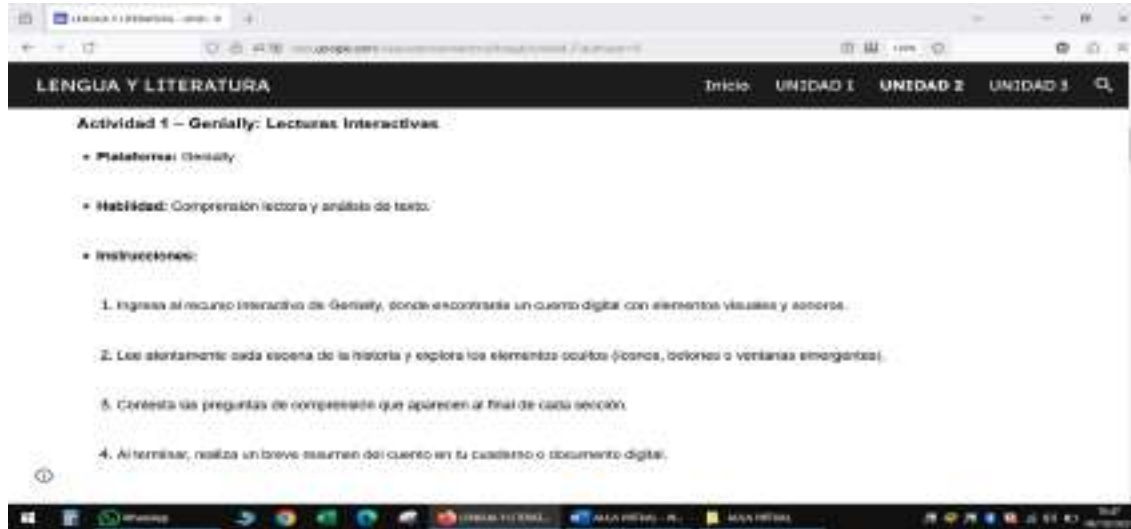 LENGUA Y LITERATURA
Inicio UNIDAD 1 UNIDAD 2 UNIDAD 3
Actividad 1 – Genially: Lecturas Interactivas
• Plataforma: Genially
• Habilidad: Comprensión lectora y análisis de texto.
• Instrucciones:
1. Ingresa al recurso interactivo de Genially, donde encontrarás un cuento digital con elementos visuales y sonoros.
2. Lee atentamente cada escena de la historia y explora los elementos ocultos (íconos, botones o ventanas emergentes).
3. Contesta las preguntas de comprensión que aparecen al final de cada sección.
4. Al terminar, realiza un breve resumen del cuento en tu cuaderno o documento digital.
WhatsApp
AULA VIRTUAL